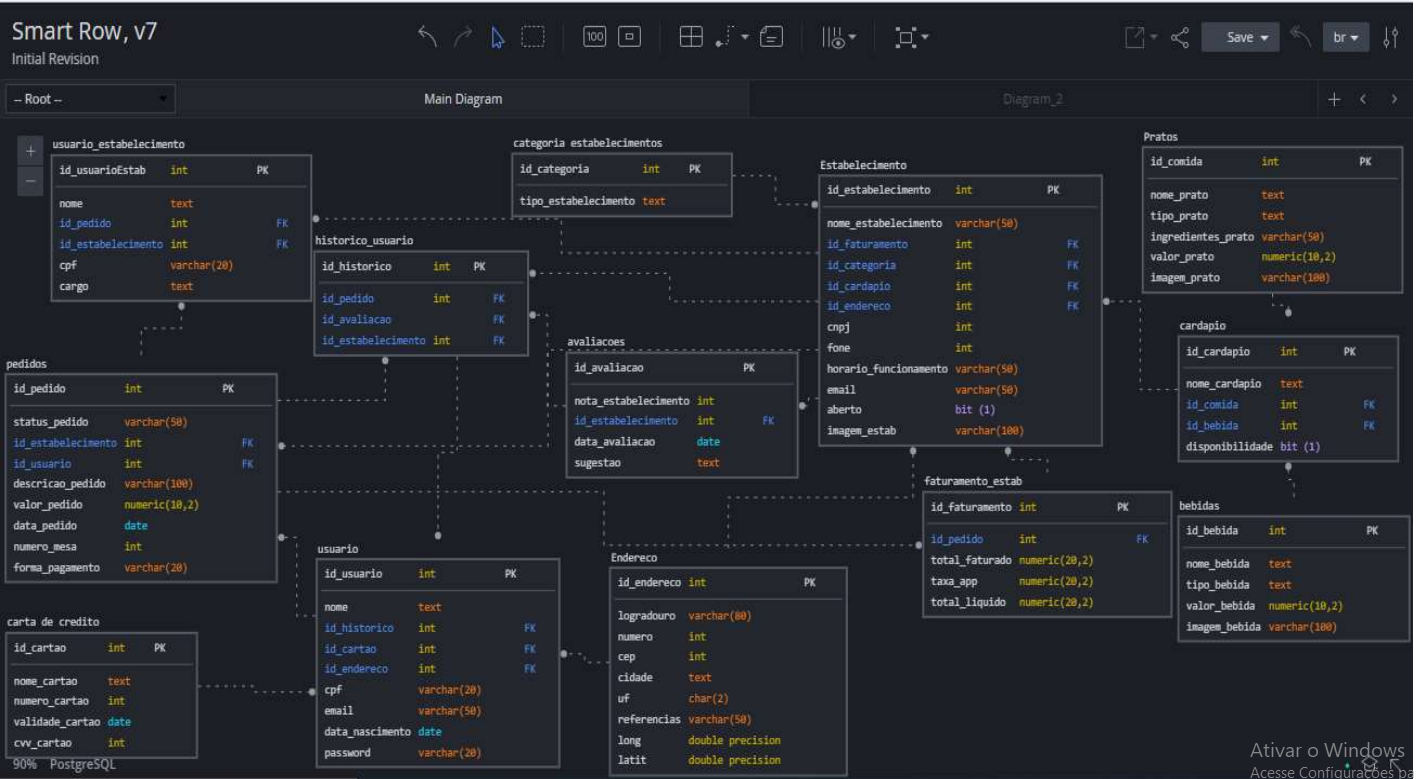 Smart Row, v7
Initial Revision
100
Save
br
-- Root --
Main Diagram
Diagram_2
usuario_estabelecimento
id_usuarioEstab int PK
nome text
id_pedido int FK
id_estabelecimento int FK
cpf varchar(20)
cargo text
categoria estabelecimentos
id_categoria int PK
tipo_estabelecimento text
Estabelecimento
id_estabelecimento int PK
nome_estabelecimento varchar(50)
id_faturamento int FK
id_categoria int FK
id_cardapio int FK
id_endereco int FK
cnpj int
fone int
horario_funcionamento varchar(50)
email varchar(50)
aberto bit (1)
imagem_estab varchar(100)
Pratos
id_comida int PK
nome_prato text
tipo_prato text
ingredientes_prato varchar(50)
valor_prato numeric(10,2)
imagem_prato varchar(100)
historico_usuario
id_historico int PK
id_pedido int FK
id_avaliacao FK
id_estabelecimento int FK
cardapio
id_cardapio int PK
nome_cardapio text
id_comida int FK
id_bebida int FK
disponibilidade bit (1)
avaliacoes
id_avaliacao PK
nota_estabelecimento int
id_estabelecimento int FK
data_avaliacao date
sugestao text
pedidos
id_pedido int PK
status_pedido varchar(50)
id_estabelecimento int FK
id_usuario int FK
descricao_pedido varchar(100)
valor_pedido numeric(10,2)
data_pedido date
numero_mesa int
forma_pagamento varchar(20)
faturamento_estab
id_faturamento int PK
id_pedido int FK
total_faturado numeric(20,2)
taxa_app numeric(20,2)
total_liquido numeric(20,2)
bebidas
id_bebida int PK
nome_bebida text
tipo_bebida text
valor_bebida numeric(10,2)
imagem_bebida varchar(100)
usuario
id_usuario int PK
nome text
id_historico int FK
id_cartao int FK
id_endereco int FK
cpf varchar(20)
email varchar(50)
data_nascimento date
password varchar(20)
Endereco
id_endereco int PK
logradouro varchar(80)
numero int
cep int
cidade text
uf char(2)
referencias varchar(50)
long double precision
latit double precision
carta de credito
id_cartao int PK
nome_cartao text
numero_cartao int
validade_cartao date
cvv_cartao int
90% PostgreSQL
Ativar o Windows
Acesse Configurações pa